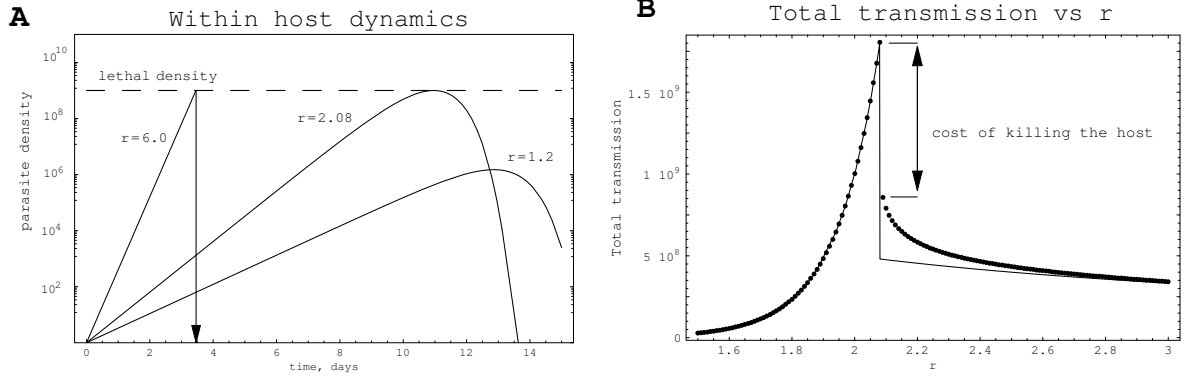 A
Within host dynamics
10^10
10^8
10^6
10^4
10^2
parasite density
lethal density
r=6.0
r=2.08
r=1.2
0 2 4 6 8 10 12 14
time, days
B
Total transmission vs r
1.5 10^9
1 10^9
5 10^8
0
Total transmission
cost of killing the host
1.6 1.8 2 2.2 2.4 2.6 2.8 3
r